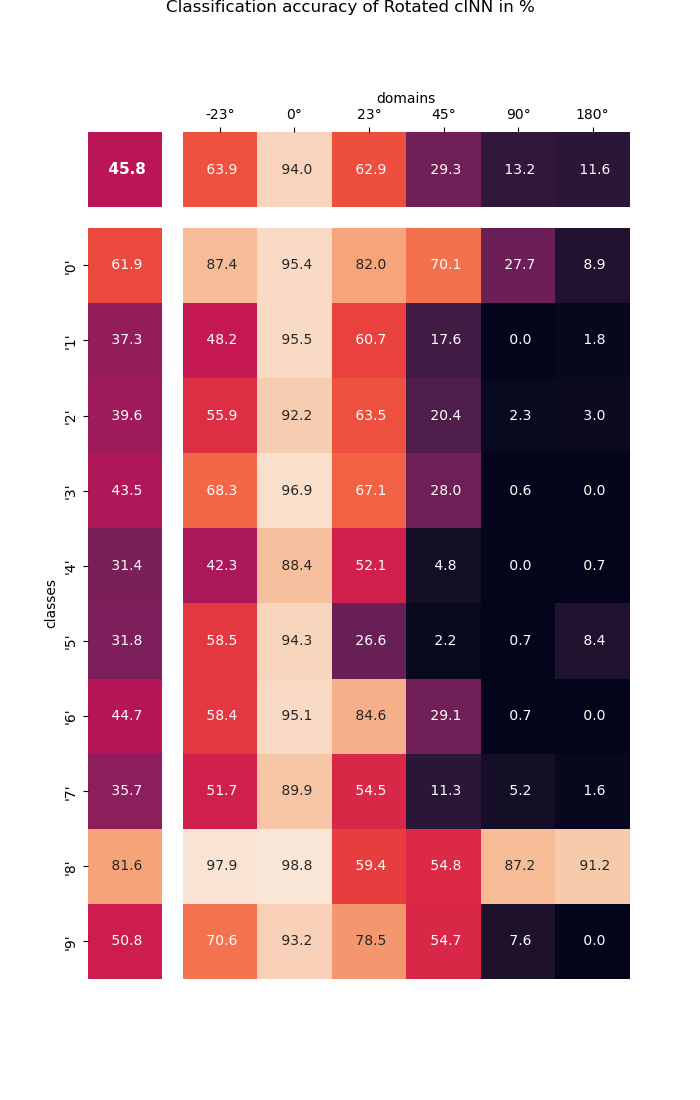 Classification accuracy of Rotated cINN in %
domains
-23° 0° 23° 45° 90° 180°
45.8 63.9 94.0 62.9 29.3 13.2 11.6
classes
'0' 61.9 87.4 95.4 82.0 70.1 27.7 8.9
'1' 37.3 48.2 95.5 60.7 17.6 0.0 1.8
'2' 39.6 55.9 92.2 63.5 20.4 2.3 3.0
'3' 43.5 68.3 96.9 67.1 28.0 0.6 0.0
'4' 31.4 42.3 88.4 52.1 4.8 0.0 0.7
'5' 31.8 58.5 94.3 26.6 2.2 0.7 8.4
'6' 44.7 58.4 95.1 84.6 29.1 0.7 0.0
'7' 35.7 51.7 89.9 54.5 11.3 5.2 1.6
'8' 81.6 97.9 98.8 59.4 54.8 87.2 91.2
'9' 50.8 70.6 93.2 78.5 54.7 7.6 0.0